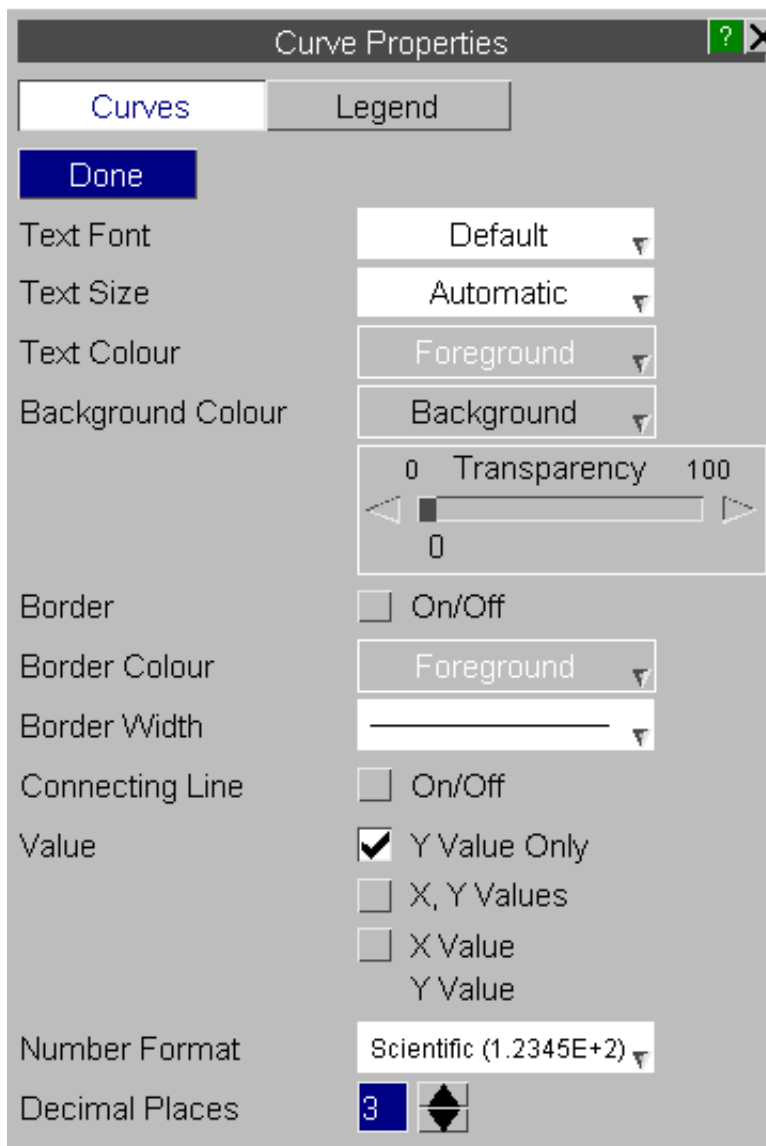 Curve Properties ?
Curves Legend
Done
Text Font Default
Text Size Automatic
Text Colour Foreground
Background Colour Background
0 Transparency 100
0
Border On/Off
Border Colour Foreground
Border Width
Connecting Line On/Off
Value Y Value Only
X, Y Values
X Value
Y Value
Number Format Scientific (1.2345E+2)
Decimal Places 3